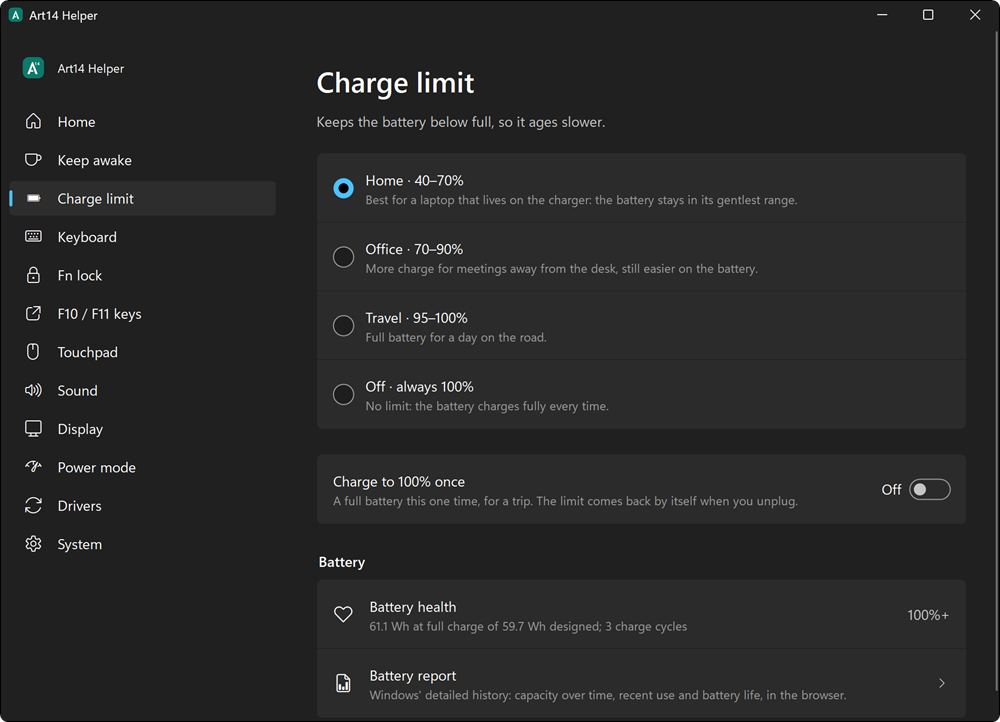 Art14 Helper
Art14 Helper
Home
Keep awake
Charge limit
Keyboard
Fn lock
F10 / F11 keys
Touchpad
Sound
Display
Power mode
Drivers
System
Charge limit
Keeps the battery below full, so it ages slower.
Home · 40–70%
Best for a laptop that lives on the charger: the battery stays in its gentlest range.
Office · 70–90%
More charge for meetings away from the desk, still easier on the battery.
Travel · 95–100%
Full battery for a day on the road.
Off · always 100%
No limit: the battery charges fully every time.
Charge to 100% once
A full battery this one time, for a trip. The limit comes back by itself when you unplug.
Off
Battery
Battery health
61.1 Wh at full charge of 59.7 Wh designed; 3 charge cycles
100%+
Battery report
Windows' detailed history: capacity over time, recent use and battery life, in the browser.